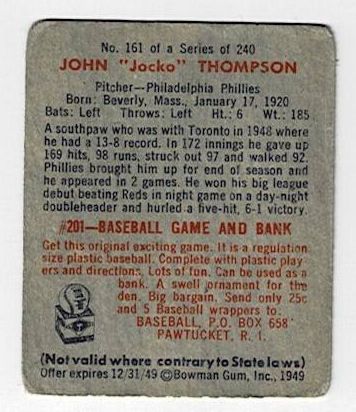 No. 161 of a Series of 240
JOHN "Jocko" THOMPSON
Pitcher—Philadelphia Phillies
Born: Beverly, Mass., January 17, 1920
Bats: Left Throws: Left Ht.: 6 Wt.: 185
A southpaw who was with Toronto in 1948 where
he had a 13-8 record. In 172 innings he gave up
169 hits, 98 runs, struck out 97 and walked 92.
Phillies brought him up for end of season and
he appeared in 2 games. He won his big league
debut beating Reds in night game on a day-night
doubleheader and hurled a five-hit, 6-1 victory.
#201—BASEBALL GAME AND BANK
Get this original exciting game. It is a regulation
size plastic baseball. Complete with plastic players
and directions. Lots of fun. Can be used as a
bank. A swell ornament for the
den. Big bargain. Send only 25c
and 5 Baseball wrappers to:
BASEBALL, P.O. BOX 658
PAWTUCKET, R. I.
(Not valid where contrary to State laws)
Offer expires 12/31/49 ©Bowman Gum, Inc., 1949